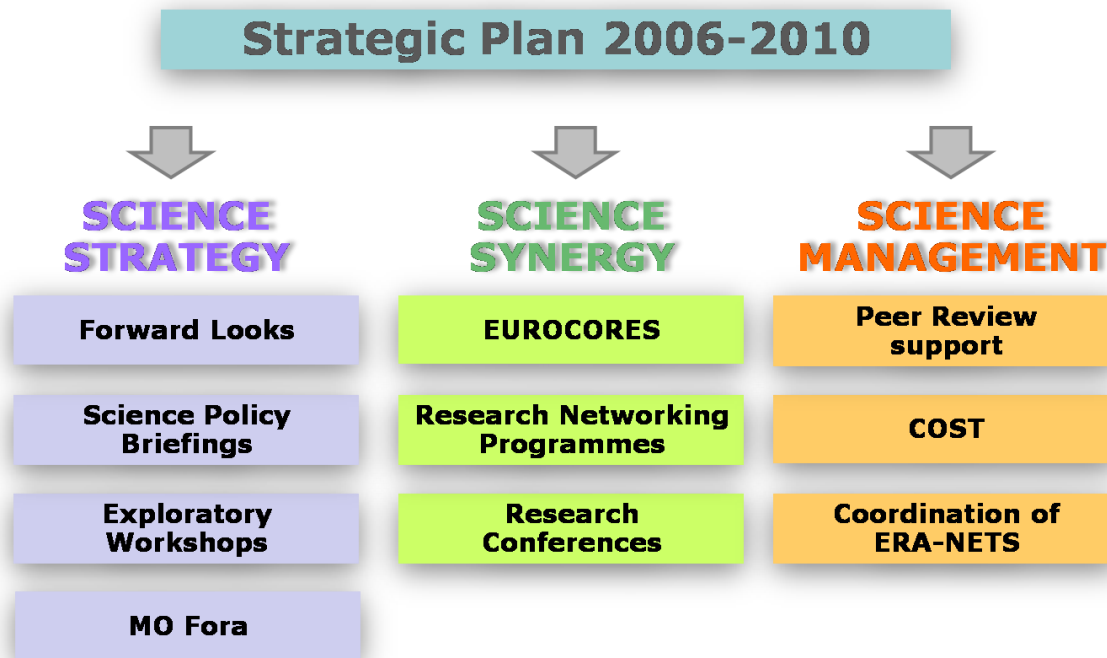 Strategic Plan 2006-2010
SCIENCE
STRATEGY
Forward Looks
Science Policy
Briefings
Exploratory
Workshops
MO Fora
SCIENCE
SYNERGY
EUROCORES
Research Networking
Programmes
Research
Conferences
SCIENCE
MANAGEMENT
Peer Review
support
COST
Coordination of
ERA-NETS